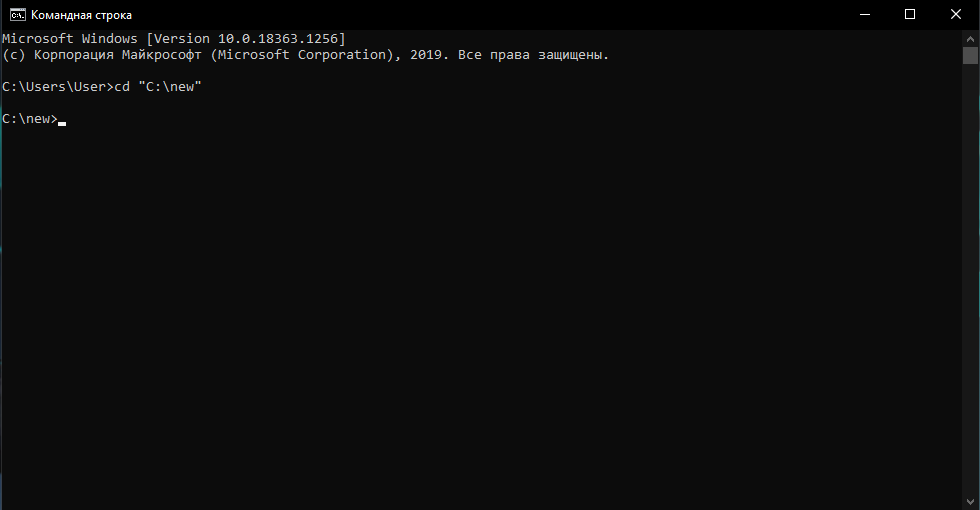 Командная строка
Microsoft Windows [Version 10.0.18363.1256]
(c) Корпорация Майкрософт (Microsoft Corporation), 2019. Все права защищены.
C:\Users\User>cd "C:\new"
C:\new>